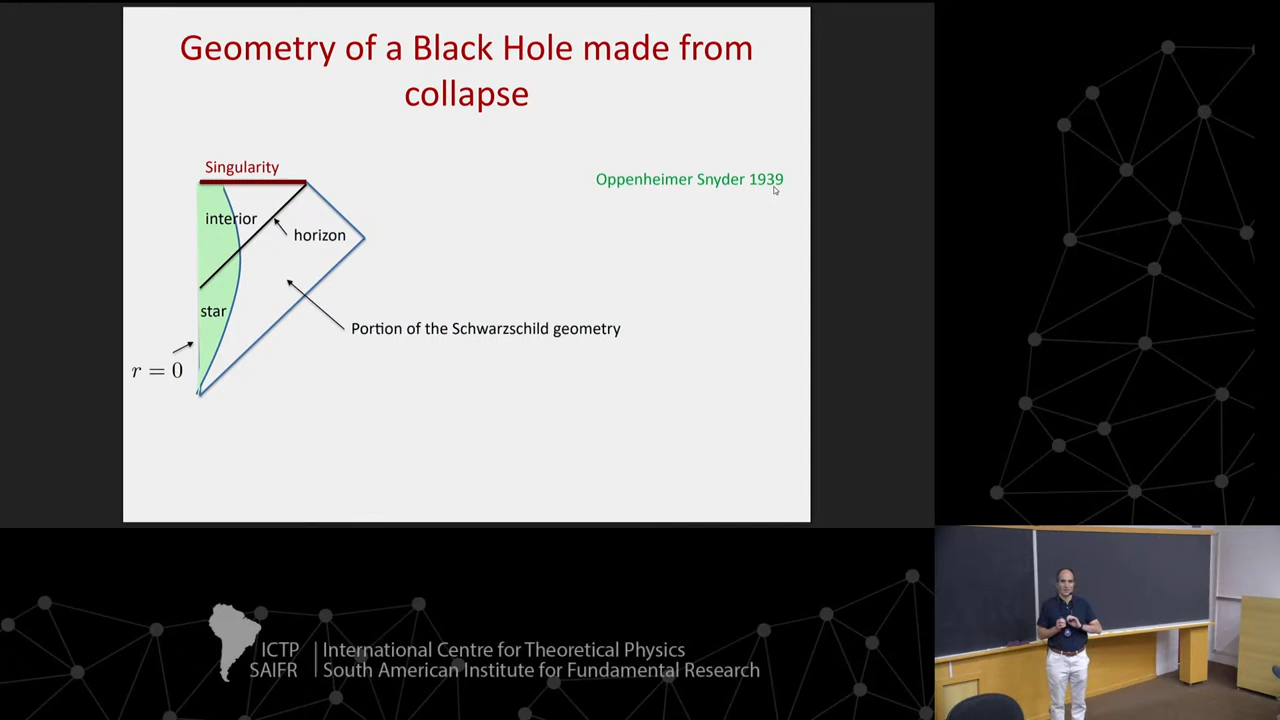 Geometry of a Black Hole made from
collapse
Singularity
Oppenheimer Snyder 1939
interior
horizon
star
Portion of the Schwarzschild geometry
r = 0
ICTP
SAIFR
International Centre for Theoretical Physics
South American Institute for Fundamental Research